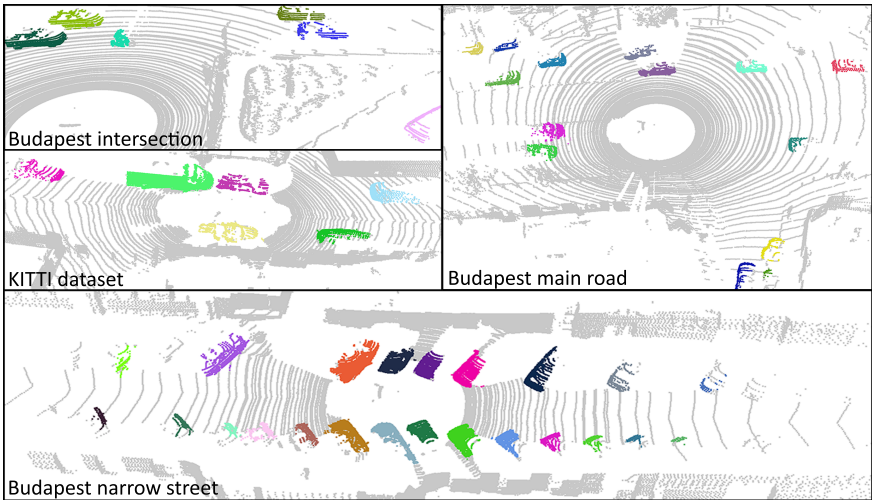 Budapest intersection
KITTI dataset
Budapest main road
Budapest narrow street